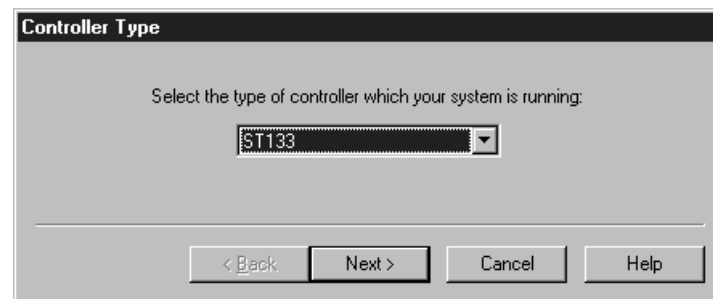 Controller Type
Select the type of controller which your system is running:
ST133
< Back Next > Cancel Help